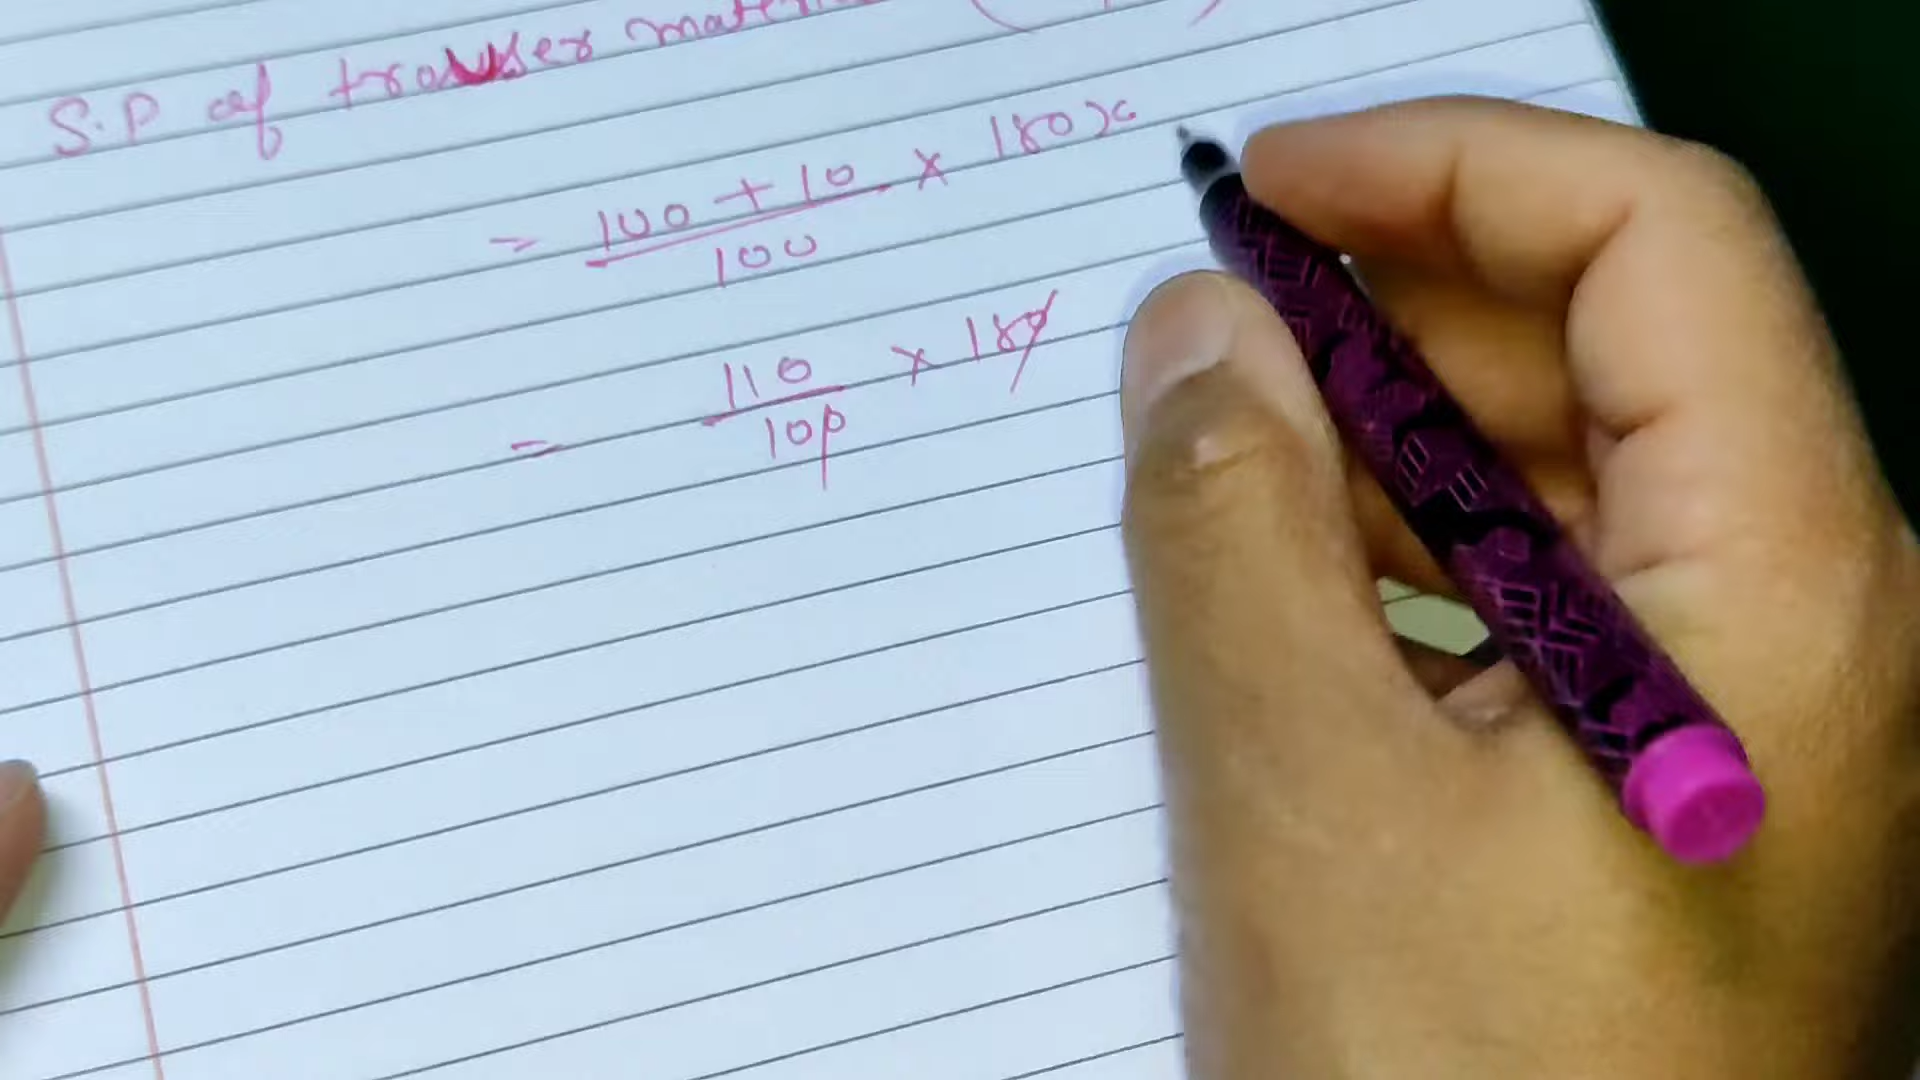 S.P of trouser
= 100 + 10 / 100 × 180x
= 110 / 100 × 180